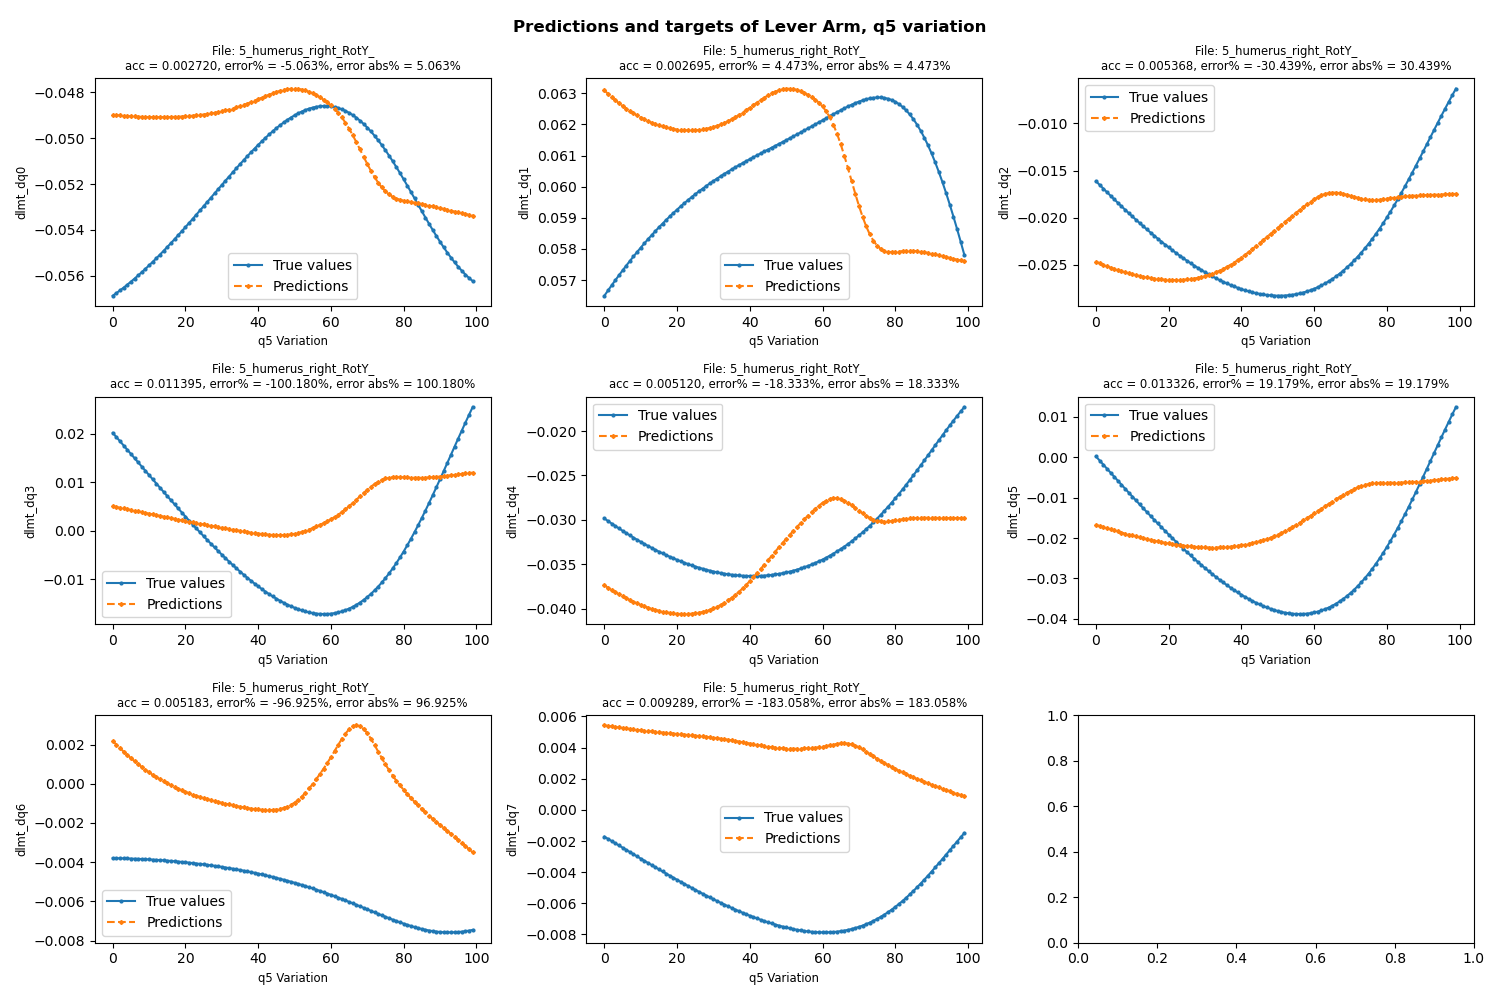 Predictions and targets of Lever Arm, q5 variation
File: 5_humerus_right_RotY_
acc = 0.002720, error% = -5.063%, error abs% = 5.063%
−0.048
−0.050
−0.052
−0.054
−0.056
dlmt_dq0
True values
Predictions
0 20 40 60 80 100
q5 Variation
File: 5_humerus_right_RotY_
acc = 0.002695, error% = 4.473%, error abs% = 4.473%
0.063
0.062
0.061
0.060
0.059
0.058
0.057
dlmt_dq1
True values
Predictions
0 20 40 60 80 100
q5 Variation
File: 5_humerus_right_RotY_
acc = 0.005368, error% = -30.439%, error abs% = 30.439%
True values
Predictions
−0.010
−0.015
−0.020
−0.025
dlmt_dq2
0 20 40 60 80 100
q5 Variation
File: 5_humerus_right_RotY_
acc = 0.011395, error% = -100.180%, error abs% = 100.180%
0.02
0.01
0.00
−0.01
dlmt_dq3
True values
Predictions
0 20 40 60 80 100
q5 Variation
File: 5_humerus_right_RotY_
acc = 0.005120, error% = -18.333%, error abs% = 18.333%
True values
Predictions
−0.020
−0.025
−0.030
−0.035
−0.040
dlmt_dq4
0 20 40 60 80 100
q5 Variation
File: 5_humerus_right_RotY_
acc = 0.013326, error% = 19.179%, error abs% = 19.179%
True values
Predictions
0.01
0.00
−0.01
−0.02
−0.03
−0.04
dlmt_dq5
0 20 40 60 80 100
q5 Variation
File: 5_humerus_right_RotY_
acc = 0.005183, error% = -96.925%, error abs% = 96.925%
0.002
0.000
−0.002
−0.004
−0.006
−0.008
dlmt_dq6
True values
Predictions
0 20 40 60 80 100
q5 Variation
File: 5_humerus_right_RotY_
acc = 0.009289, error% = -183.058%, error abs% = 183.058%
0.006
0.004
0.002
0.000
−0.002
−0.004
−0.006
−0.008
dlmt_dq7
True values
Predictions
0 20 40 60 80 100
q5 Variation
1.0
0.8
0.6
0.4
0.2
0.0
0.0 0.2 0.4 0.6 0.8 1.0